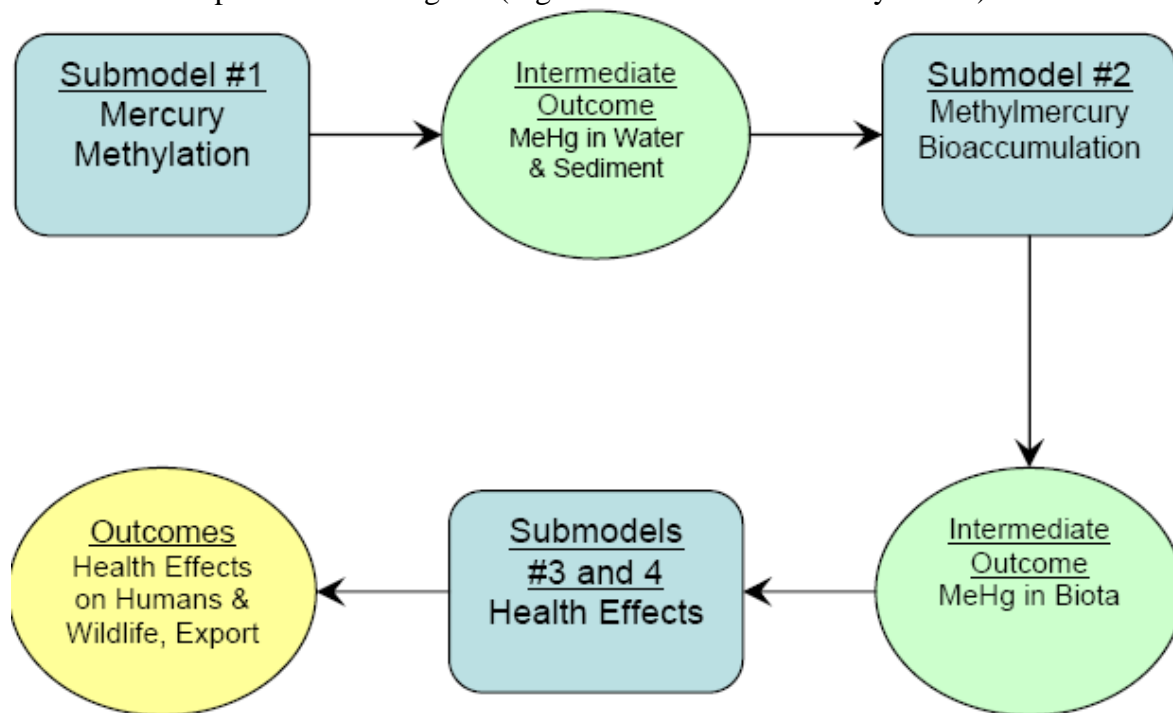 Submodel #1
Mercury
Methylation
Intermediate
Outcome
MeHg in Water
& Sediment
Submodel #2
Methylmercury
Bioaccumulation
Intermediate
Outcome
MeHg in Biota
Submodels
#3 and 4
Health Effects
Outcomes
Health Effects
on Humans &
Wildlife, Export